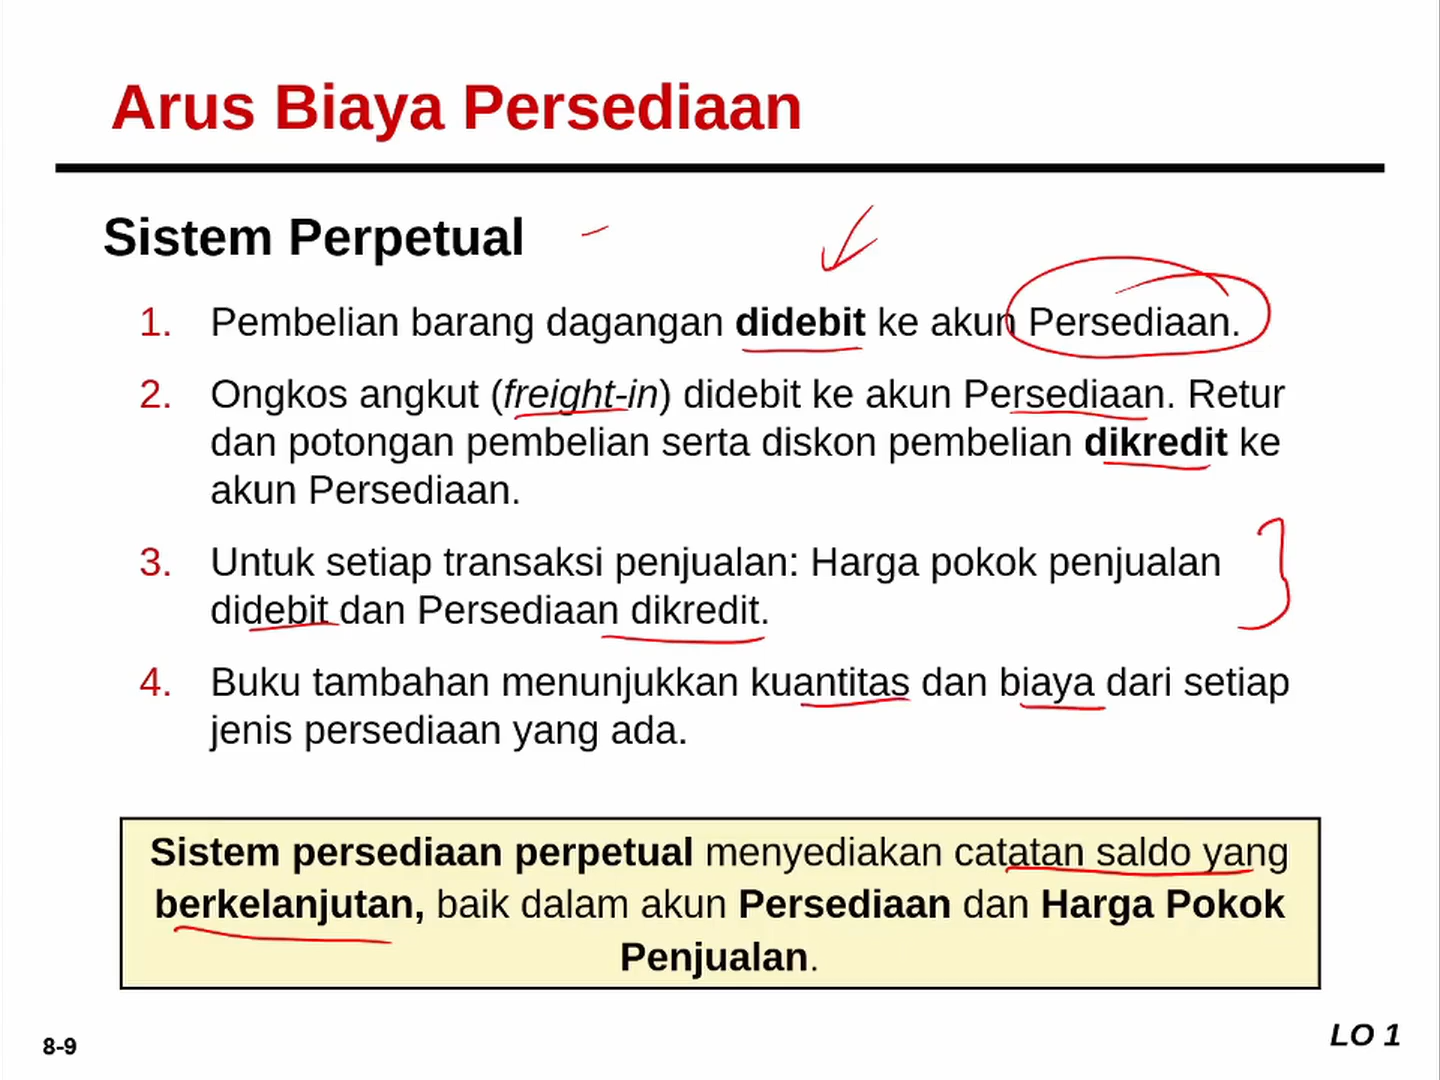 Arus Biaya Persediaan
Sistem Perpetual
1. Pembelian barang dagangan didebit ke akun Persediaan.
2. Ongkos angkut (freight-in) didebit ke akun Persediaan. Retur
dan potongan pembelian serta diskon pembelian dikredit ke
akun Persediaan.
3. Untuk setiap transaksi penjualan: Harga pokok penjualan
didebit dan Persediaan dikredit.
4. Buku tambahan menunjukkan kuantitas dan biaya dari setiap
jenis persediaan yang ada.
Sistem persediaan perpetual menyediakan catatan saldo yang
berkelanjutan, baik dalam akun Persediaan dan Harga Pokok
Penjualan.
8-9
LO 1